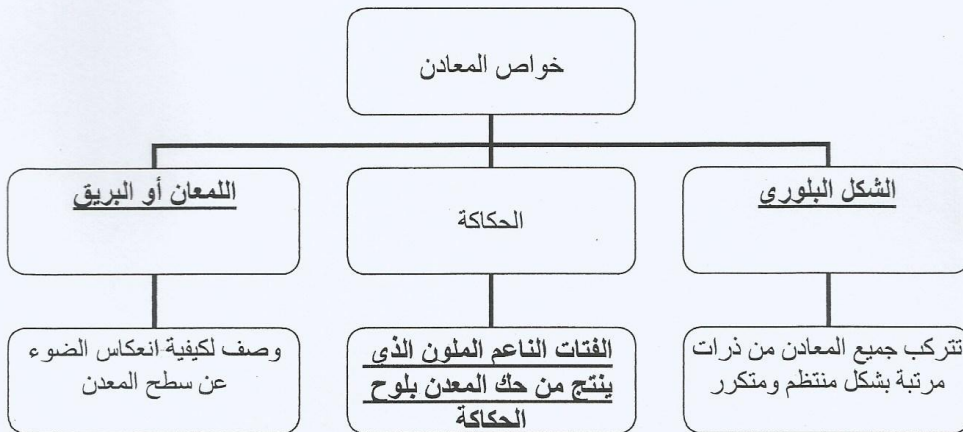 خواص المعادن
الشكل البلوري
الحكاكة
اللمعان أو البريق
تتركب جميع المعادن من ذرات
مرتبة بشكل منتظم ومتكرر
الفتات الناعم الملون الذي
ينتج من حك المعدن بلوح
الحكاكة
وصف لكيفية انعكاس الضوء
عن سطح المعدن